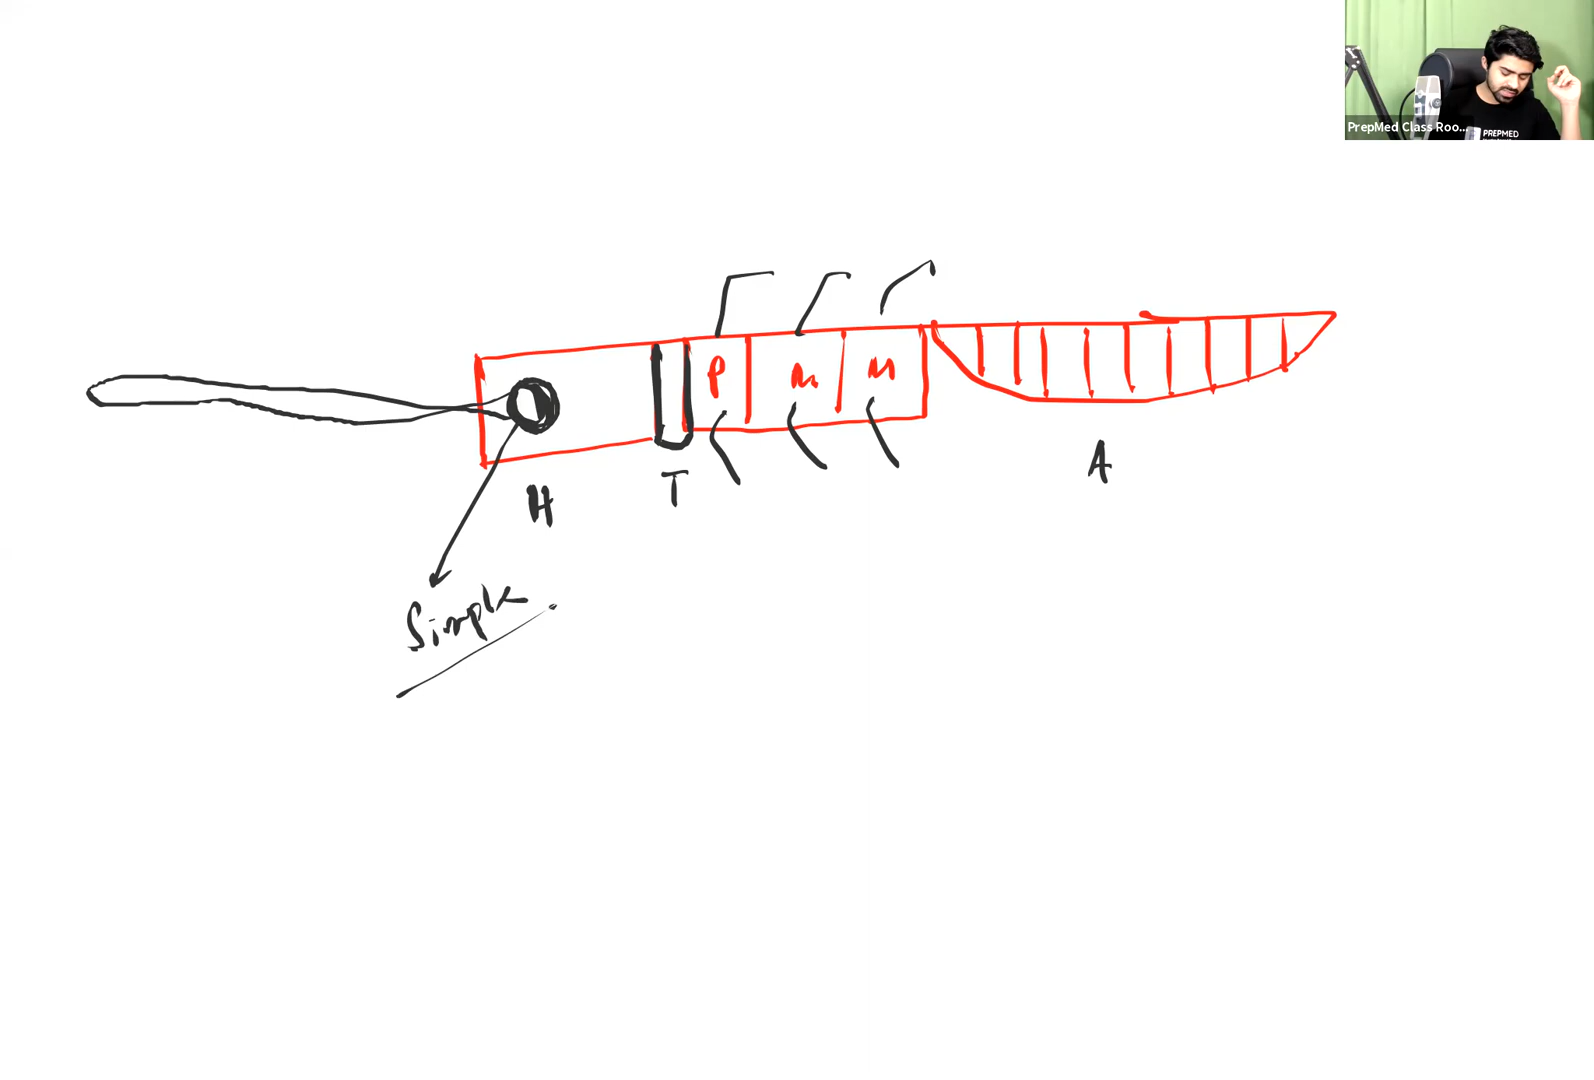 PrepMed Class Roo...
PREPMED
P m m
H T A
Simple